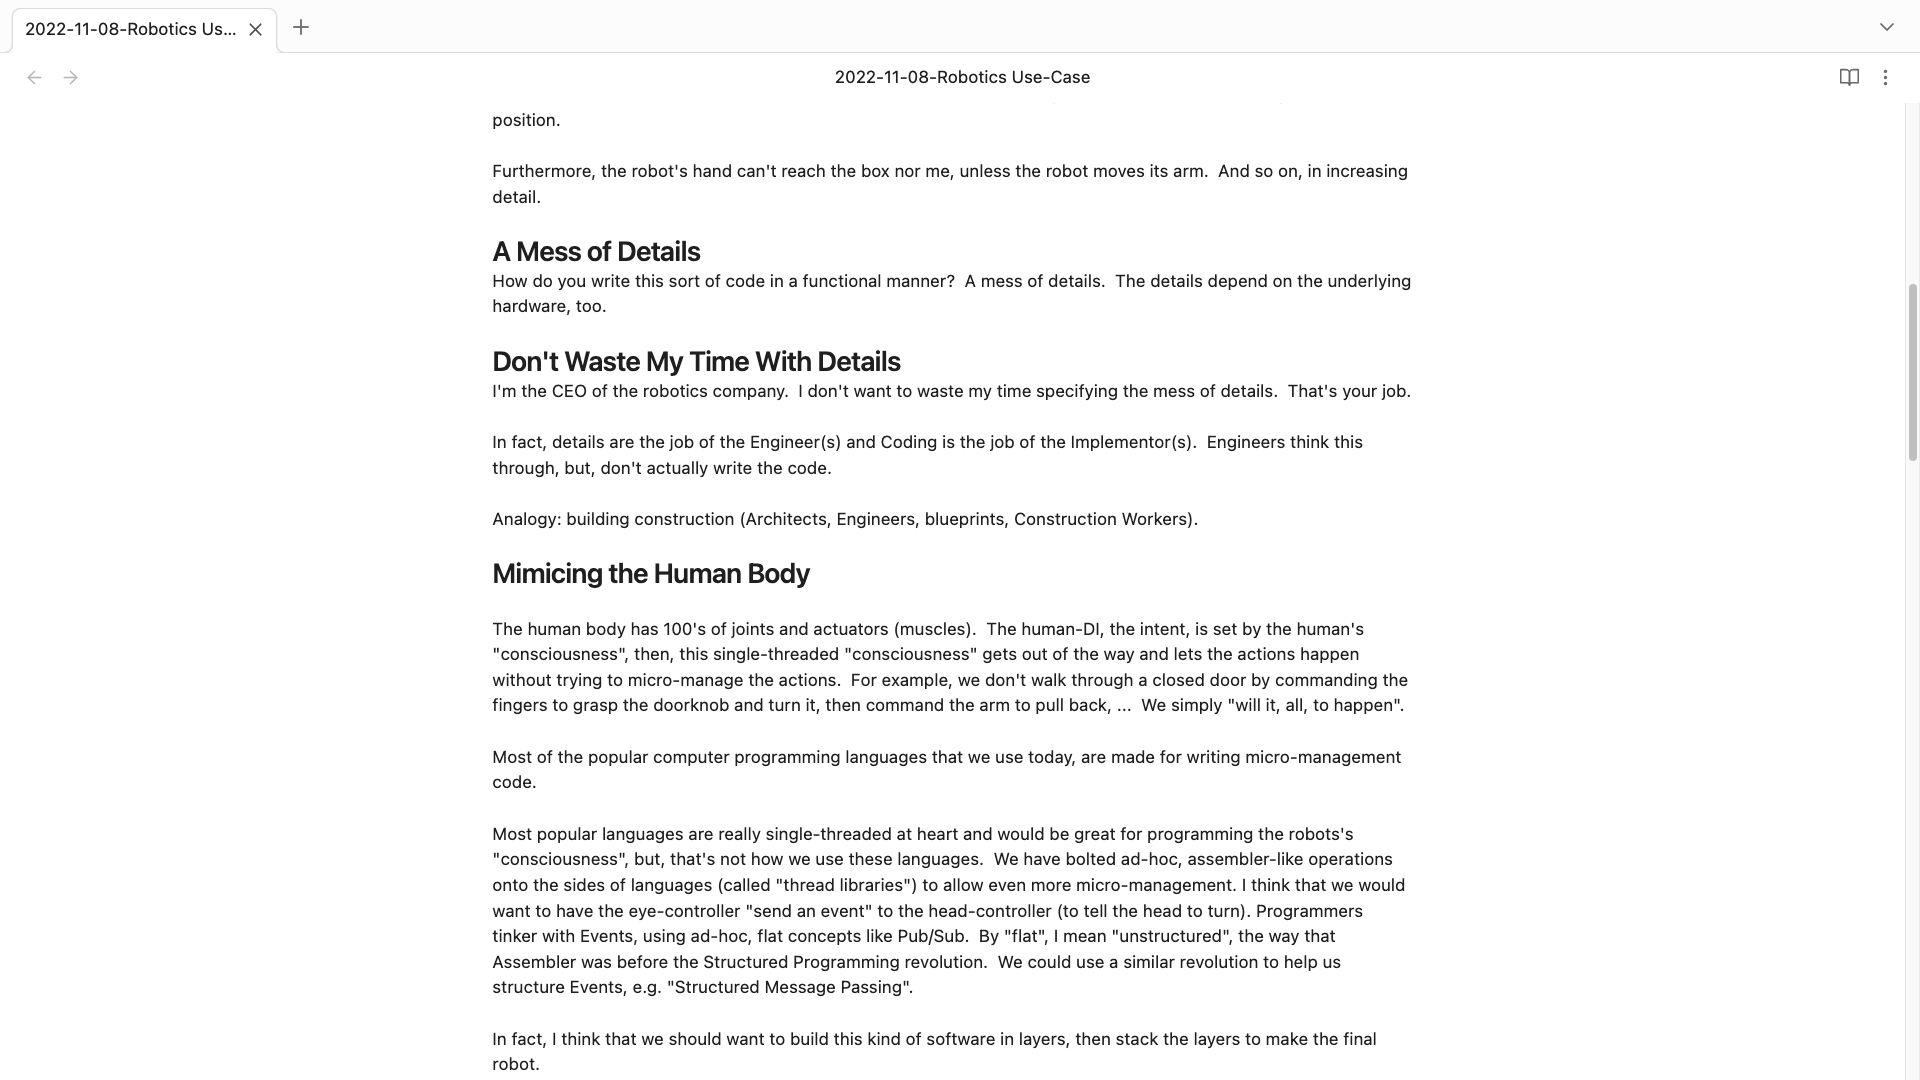 2022-11-08-Robotics Us...
2022-11-08-Robotics Use-Case
position.
Furthermore, the robot's hand can't reach the box nor me, unless the robot moves its arm.  And so on, in increasing
detail.
A Mess of Details
How do you write this sort of code in a functional manner?  A mess of details.  The details depend on the underlying
hardware, too.
Don't Waste My Time With Details
I'm the CEO of the robotics company.  I don't want to waste my time specifying the mess of details.  That's your job.
In fact, details are the job of the Engineer(s) and Coding is the job of the Implementor(s).  Engineers think this
through, but, don't actually write the code.
Analogy: building construction (Architects, Engineers, blueprints, Construction Workers).
Mimicing the Human Body
The human body has 100's of joints and actuators (muscles).  The human-DI, the intent, is set by the human's
"consciousness", then, this single-threaded "consciousness" gets out of the way and lets the actions happen
without trying to micro-manage the actions.  For example, we don't walk through a closed door by commanding the
fingers to grasp the doorknob and turn it, then command the arm to pull back, ...  We simply "will it, all, to happen".
Most of the popular computer programming languages that we use today, are made for writing micro-management
code.
Most popular languages are really single-threaded at heart and would be great for programming the robots's
"consciousness", but, that's not how we use these languages.  We have bolted ad-hoc, assembler-like operations
onto the sides of languages (called "thread libraries") to allow even more micro-management. I think that we would
want to have the eye-controller "send an event" to the head-controller (to tell the head to turn). Programmers
tinker with Events, using ad-hoc, flat concepts like Pub/Sub.  By "flat", I mean "unstructured", the way that
Assembler was before the Structured Programming revolution.  We could use a similar revolution to help us
structure Events, e.g. "Structured Message Passing".
In fact, I think that we should want to build this kind of software in layers, then stack the layers to make the final
robot.